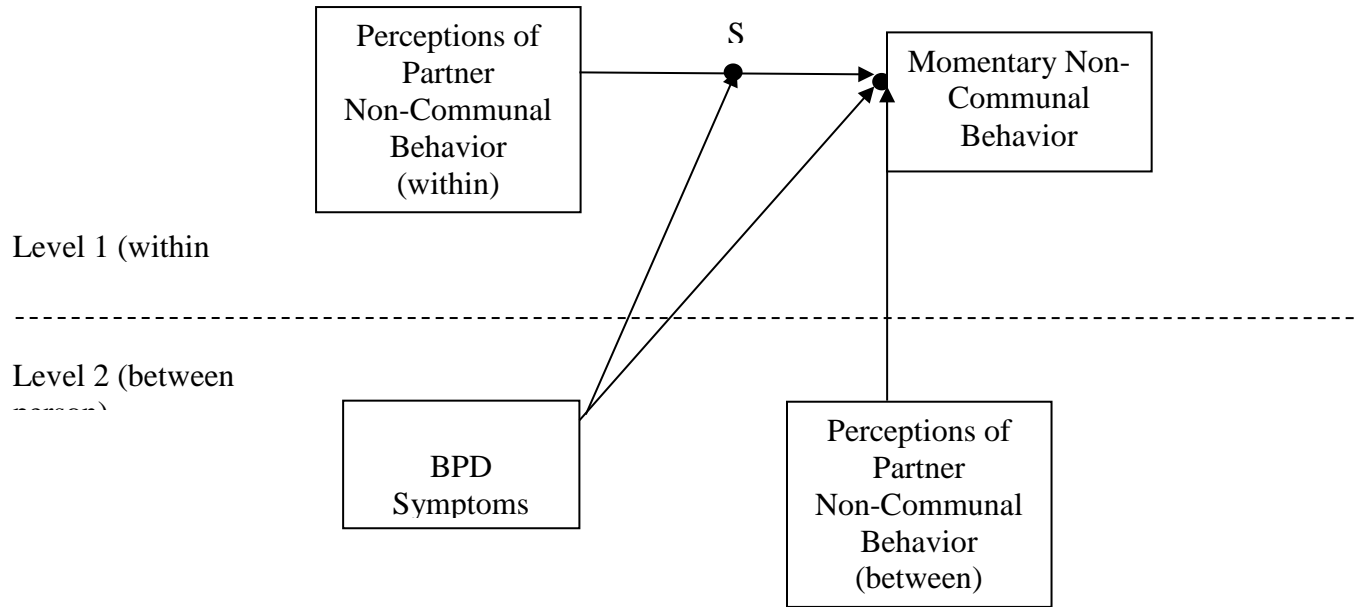 Perceptions of
Partner
Non-Communal
Behavior
(within)
S
Momentary Non-
Communal
Behavior
Level 1 (within
Level 2 (between
person)
BPD
Symptoms
Perceptions of
Partner
Non-Communal
Behavior
(between)